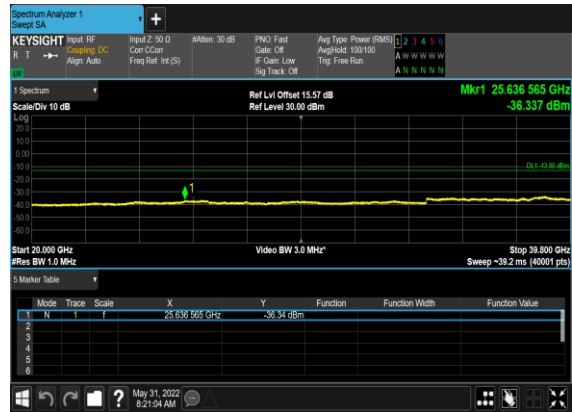 Spectrum Analyzer 1
Swept SA
KEYSIGHT Input: RF Input Z: 50 Ω #Atten: 30 dB PNO: Fast Avg Type: Power (RMS) 1 2 3 4 5 6
R T Coupling: DC Corr CCorr Gate: Off Avg|Hold: 100/100 A W W W W W
Align: Auto Freq Ref: Int (S) IF Gain: Low Trig: Free Run A N N N N N
Sig Track: Off
1 Spectrum Ref Lvl Offset 15.57 dB Mkr1 25.636 565 GHz
Scale/Div 10 dB Ref Level 30.00 dBm -36.337 dBm
Log
20.0
10.0
0.00
-10.0
DL1 -13.00 dBm
-20.0
-30.0
1
-40.0
-50.0
-60.0
Start 20.000 GHz Video BW 3.0 MHz* Stop 39.800 GHz
#Res BW 1.0 MHz Sweep ~39.2 ms (40001 pts)
5 Marker Table
Mode Trace Scale X Y Function Function Width Function Value
1 N 1 f 25.636 565 GHz -36.34 dBm
2
3
4
5
6
May 31, 2022
8:21:04 AM